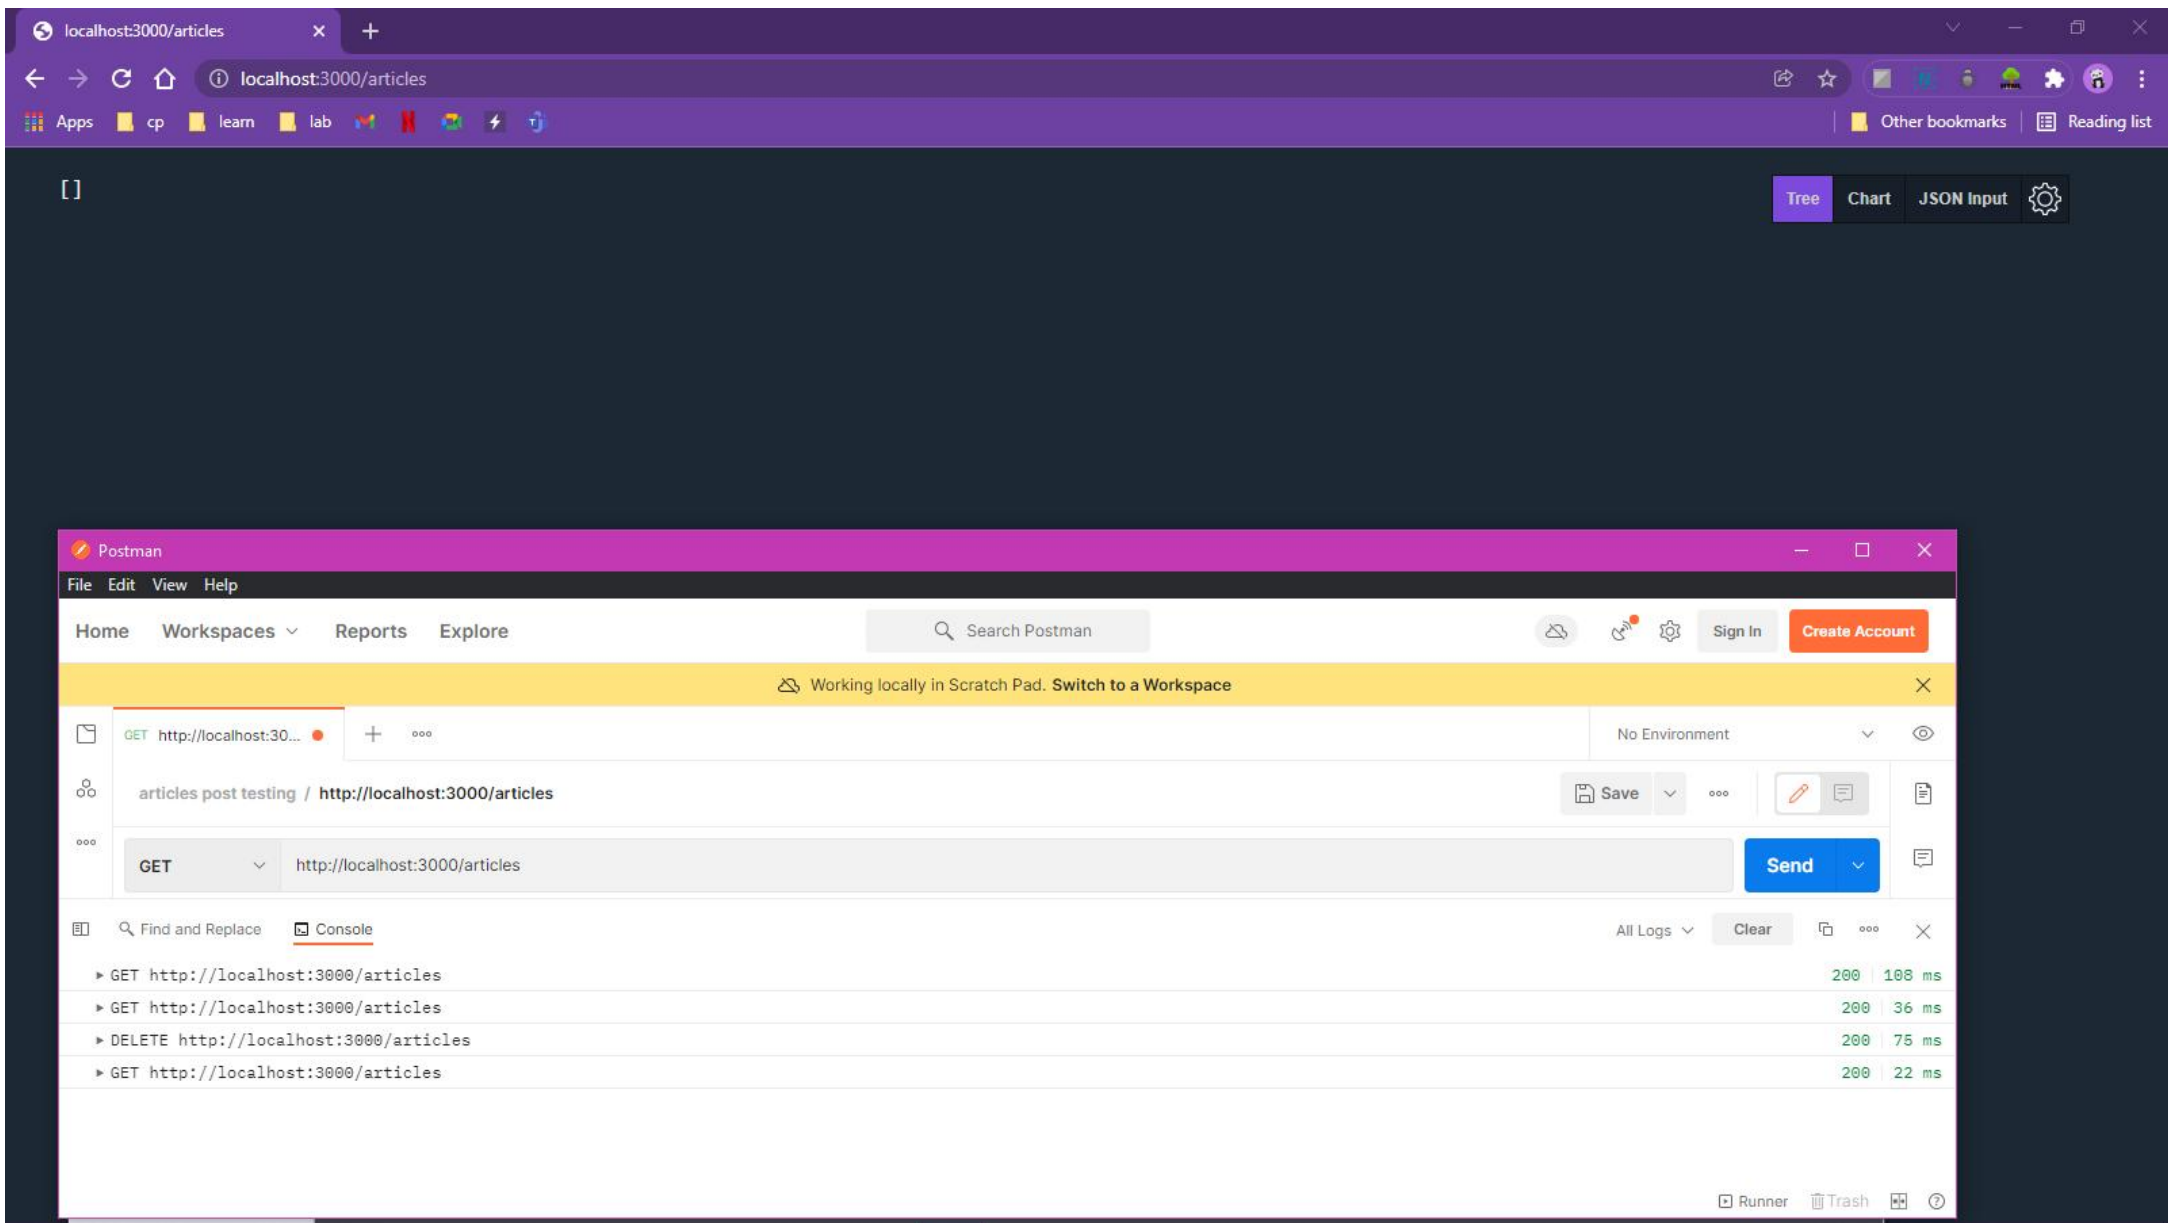 localhost:3000/articles
localhost:3000/articles
Apps cp learn lab Other bookmarks Reading list
[]
Tree Chart JSON Input
Postman
File Edit View Help
Home Workspaces Reports Explore Search Postman Sign In Create Account
Working locally in Scratch Pad. Switch to a Workspace
GET http://localhost:30... No Environment
articles post testing / http://localhost:3000/articles Save
GET http://localhost:3000/articles Send
Find and Replace Console All Logs Clear
GET http://localhost:3000/articles 200 108 ms
GET http://localhost:3000/articles 200 36 ms
DELETE http://localhost:3000/articles 200 75 ms
GET http://localhost:3000/articles 200 22 ms
Runner Trash